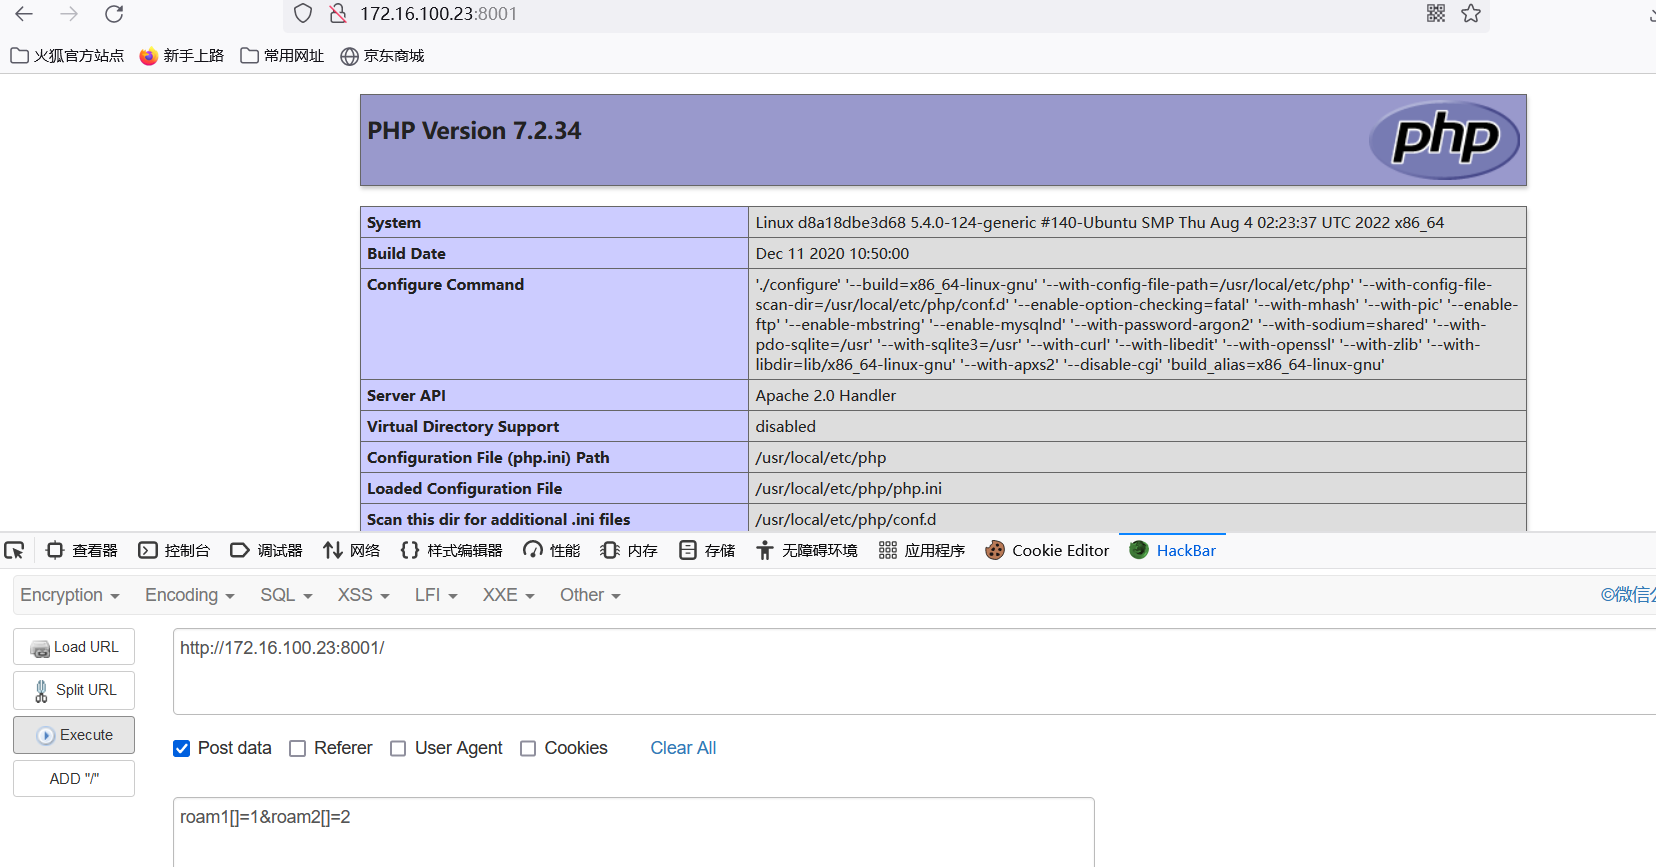 172.16.100.23:8001
火狐官方站点 新手上路 常用网址 京东商城
PHP Version 7.2.34
php
System Linux d8a18dbe3d68 5.4.0-124-generic #140-Ubuntu SMP Thu Aug 4 02:23:37 UTC 2022 x86_64
Build Date Dec 11 2020 10:50:00
Configure Command './configure' '--build=x86_64-linux-gnu' '--with-config-file-path=/usr/local/etc/php' '--with-config-file-
scan-dir=/usr/local/etc/php/conf.d' '--enable-option-checking=fatal' '--with-mhash' '--with-pic' '--enable-
ftp' '--enable-mbstring' '--enable-mysqlnd' '--with-password-argon2' '--with-sodium=shared' '--with-
pdo-sqlite=/usr' '--with-sqlite3=/usr' '--with-curl' '--with-libedit' '--with-openssl' '--with-zlib' '--with-
libdir=lib/x86_64-linux-gnu' '--with-apxs2' '--disable-cgi' 'build_alias=x86_64-linux-gnu'
Server API Apache 2.0 Handler
Virtual Directory Support disabled
Configuration File (php.ini) Path /usr/local/etc/php
Loaded Configuration File /usr/local/etc/php/php.ini
Scan this dir for additional .ini files /usr/local/etc/php/conf.d
查看器 控制台 调试器 网络 样式编辑器 性能 内存 存储 无障碍环境 应用程序 Cookie Editor HackBar
Encryption Encoding SQL XSS LFI XXE Other ©微信
Load URL http://172.16.100.23:8001/
Split URL
Execute Post data Referer User Agent Cookies Clear All
ADD "/"
roam1[]=1&roam2[]=2